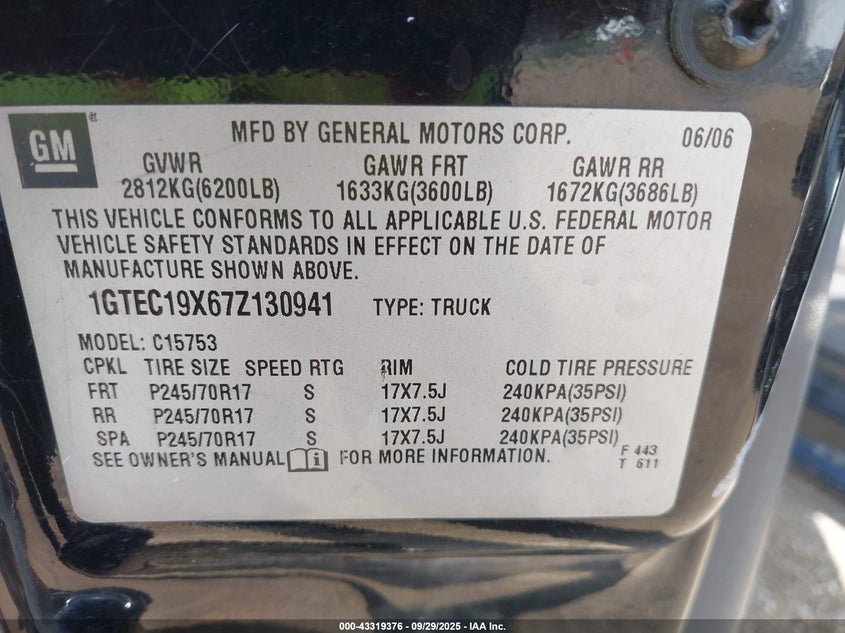 GM
MFD BY GENERAL MOTORS CORP. 06/06
GVWR GAWR FRT GAWR RR
2812KG(6200LB) 1633KG(3600LB) 1672KG(3686LB)
THIS VEHICLE CONFORMS TO ALL APPLICABLE U.S. FEDERAL MOTOR
VEHICLE SAFETY STANDARDS IN EFFECT ON THE DATE OF
MANUFACTURE SHOWN ABOVE.
1GTEC19X67Z130941 TYPE: TRUCK
MODEL: C15753
CPKL TIRE SIZE SPEED RTG RIM COLD TIRE PRESSURE
FRT P245/70R17 S 17X7.5J 240KPA(35PSI)
RR P245/70R17 S 17X7.5J 240KPA(35PSI)
SPA P245/70R17 S 17X7.5J 240KPA(35PSI)
SEE OWNER'S MANUAL i FOR MORE INFORMATION.
F 443
T 611
000-43319376 - 09/29/2025 - IAA Inc.